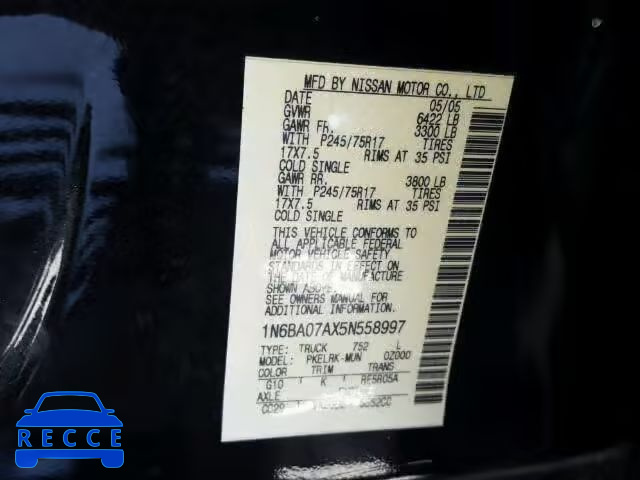 MFD BY NISSAN MOTOR CO., LTD
DATE 05/05
GVWR 6422 LB
GAWR FR. 3300 LB
WITH P245/75R17 TIRES
17X7.5 RIMS AT 35 PSI
COLD SINGLE
GAWR RR. 3800 LB
WITH P245/75R17 TIRES
17X7.5 RIMS AT 35 PSI
COLD SINGLE
THIS VEHICLE CONFORMS TO
ALL APPLICABLE FEDERAL
MOTOR VEHICLE SAFETY
STANDARDS IN EFFECT ON
THE DATE OF MANUFACTURE
SHOWN ABOVE.
SEE OWNERS MANUAL FOR
ADDITIONAL INFORMATION.
1N6BA07AX5N558997
TYPE: TRUCK 752 L
MODEL: PKELRK-MUN 0Z000
COLOR TRIM TRANS
G10 K RE5R05A
AXLE
CC29
RECCE